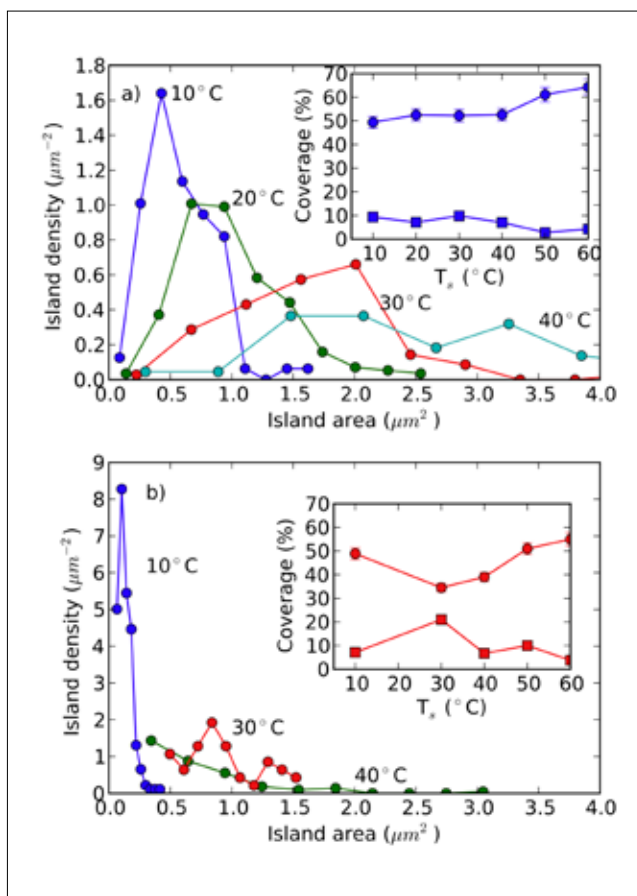 a)
10°C
20°C
30°C
40°C
Island density (μm⁻²)
1.8
1.6
1.4
1.2
1.0
0.8
0.6
0.4
0.2
0.0
0.0 0.5 1.0 1.5 2.0 2.5 3.0 3.5 4.0
Island area (μm²)
Coverage (%)
70
60
50
40
30
20
10
0
10 20 30 40 50 60
T_s (°C)
b)
10°C
30°C
40°C
Island density (μm⁻²)
9
8
7
6
5
4
3
2
1
0
0.0 0.5 1.0 1.5 2.0 2.5 3.0 3.5 4.0
Island area (μm²)
Coverage (%)
70
60
50
40
30
20
10
0
10 20 30 40 50 60
T_s (°C)